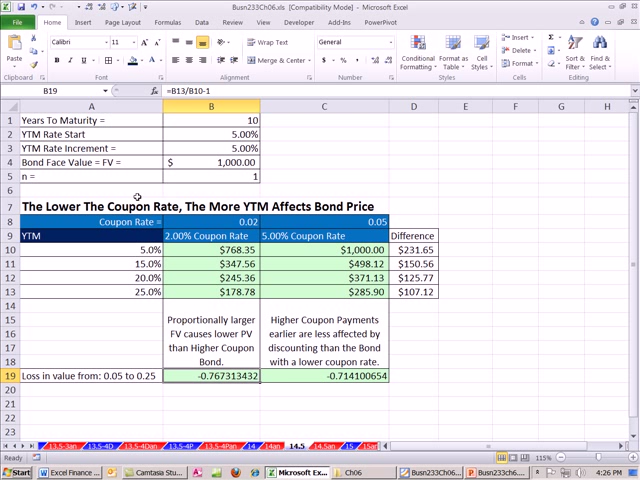 Busn233Ch06.xls [Compatibility Mode] - Microsoft Excel
File Home Insert Page Layout Formulas Data Review View Developer Add-Ins PowerPivot
Calibri 11 Wrap Text General Insert
Merge & Center Delete
Paste Conditional Formatting Format as Table Cell Styles Format Sort & Filter Find & Select
Clipboard Font Alignment Number Styles Cells Editing
B19 =B13/B10-1
A B C D E F G H
1 Years To Maturity = 10
2 YTM Rate Start 5.00%
3 YTM Rate Increment = 5.00%
4 Bond Face Value = FV = $ 1,000.00
5 n = 1
6
7 The Lower The Coupon Rate, The More YTM Affects Bond Price
8 Coupon Rate = 0.02 0.05
9 YTM 2.00% Coupon Rate 5.00% Coupon Rate Difference
10 5.0% $768.35 $1,000.00 $231.65
11 15.0% $347.56 $498.12 $150.56
12 20.0% $245.36 $371.13 $125.77
13 25.0% $178.78 $285.90 $107.12
14
15 Proportionally larger Higher Coupon Payments
16 FV causes lower PV earlier are less affected by
17 than Higher Coupon discounting than the Bond
18 Bond. with a lower coupon rate.
19 Loss in value from: 0.05 to 0.25 -0.767313432 -0.714100654
20
21
22
23
13.5-3an 13.5-4D 13.5-4Dan 13.5-4P 13.5-4Pan 14 14an 14.5 14.5an 15
Ready 115%
Start Excel Finance ... Camtasia Stu... Microsoft Ex... Ch06 Busn233Ch06... Busn233ch6.... 4:26 PM